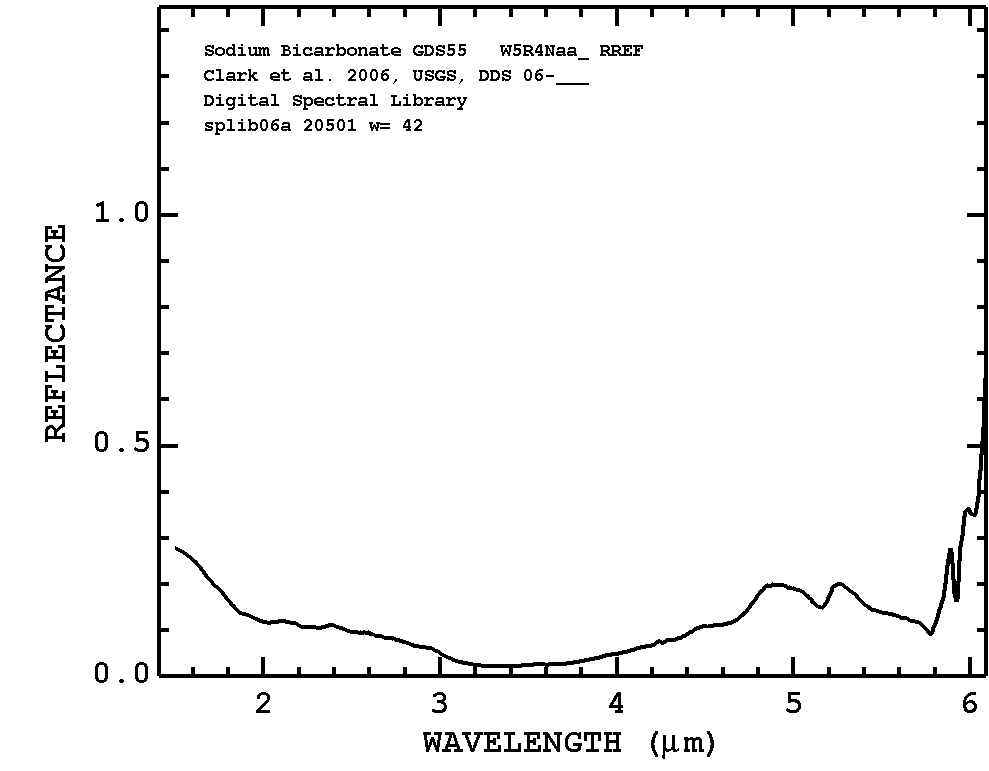 Sodium Bicarbonate GDS55 W5R4Naa_ RREF
Clark et al. 2006, USGS, DDS 06-___
Digital Spectral Library
splib06a 20501 w= 42
REFLECTANCE
1.0
0.5
0.0
2 3 4 5 6
WAVELENGTH (μm)